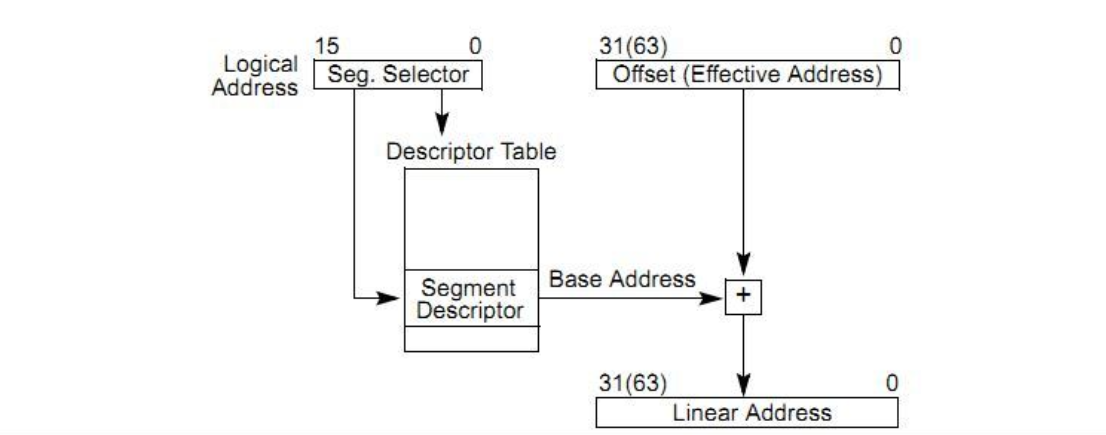 15 0
31(63) 0
Logical
Address
Seg. Selector
Offset (Effective Address)
Descriptor Table
Base Address
Segment
Descriptor
+
31(63) 0
Linear Address